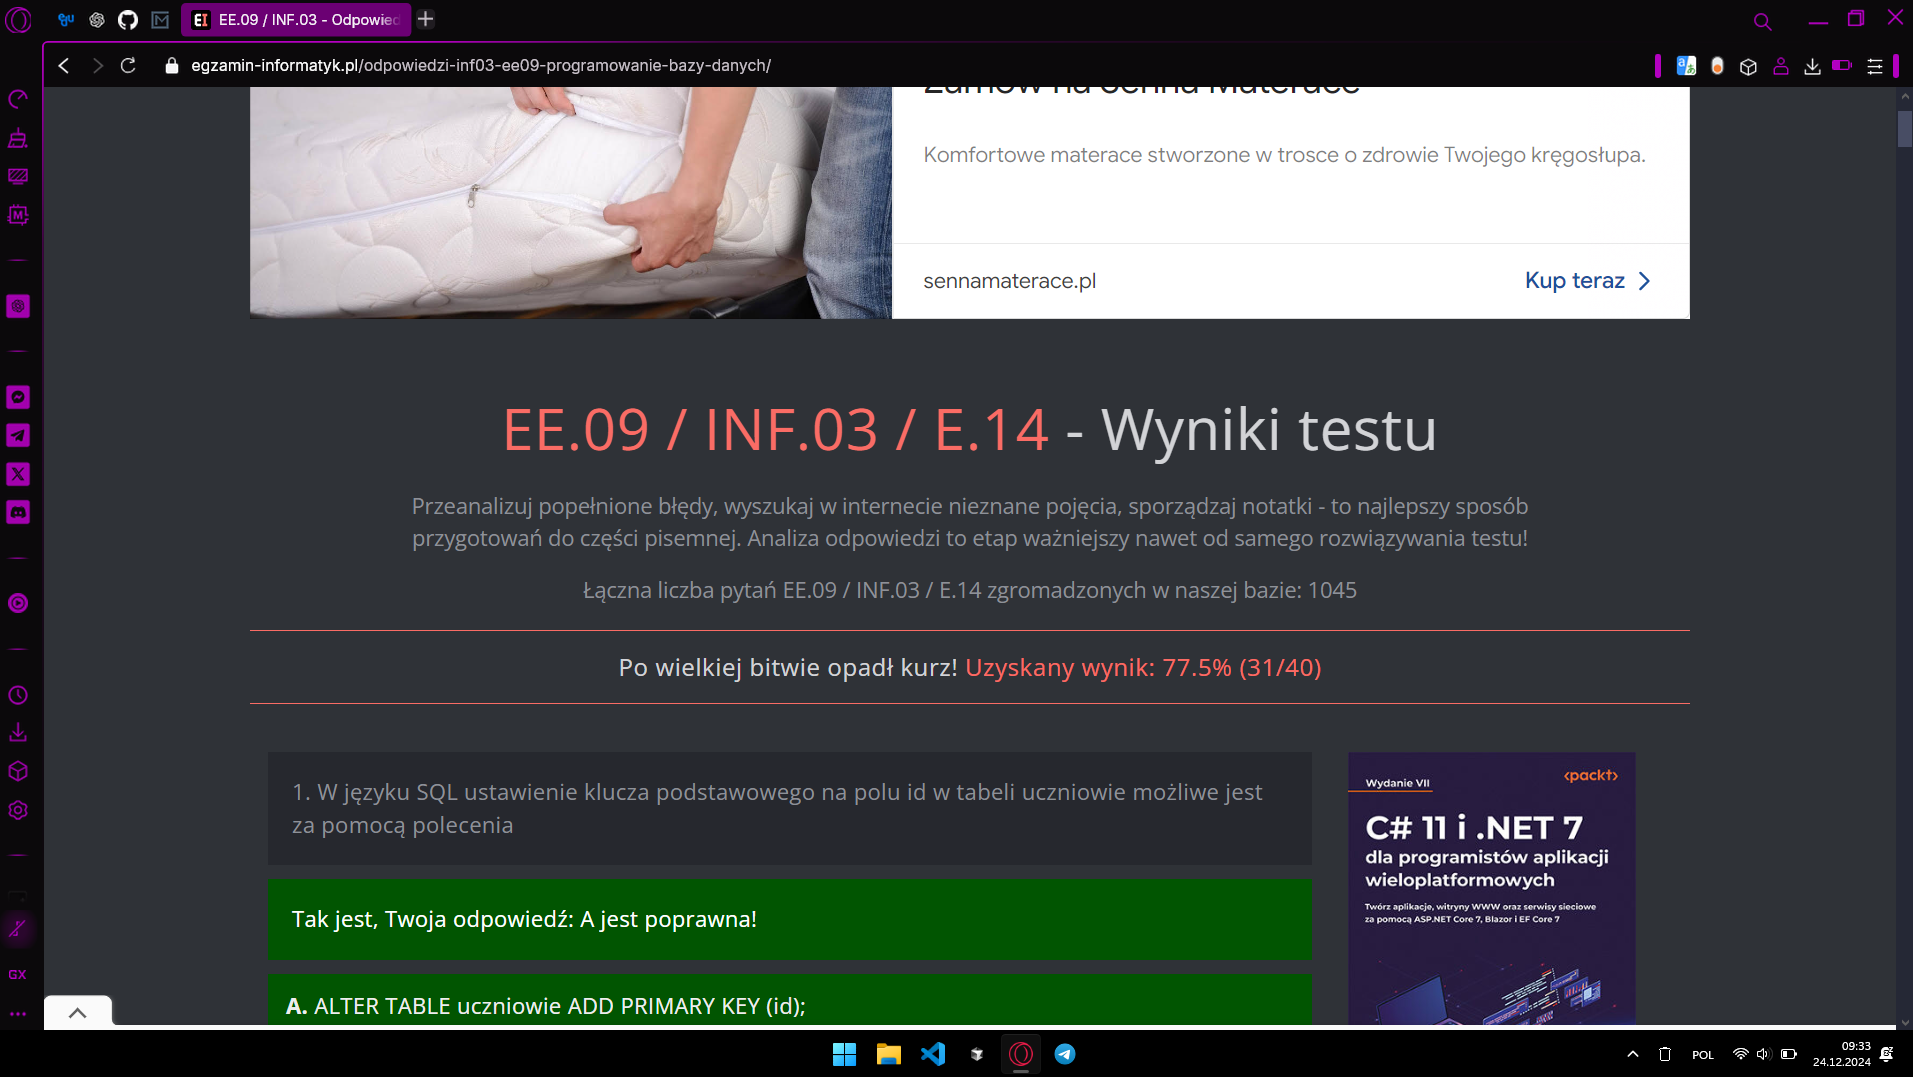 EE.09 / INF.03 - Odpowied
egzamin-informatyk.pl/odpowiedzi-inf03-ee09-programowanie-bazy-danych/
Zamów na Senna Materace
Komfortowe materace stworzone w trosce o zdrowie Twojego kręgosłupa.
sennamaterace.pl
Kup teraz
EE.09 / INF.03 / E.14 - Wyniki testu
Przeanalizuj popełnione błędy, wyszukaj w internecie nieznane pojęcia, sporządzaj notatki - to najlepszy sposób
przygotowań do części pisemnej. Analiza odpowiedzi to etap ważniejszy nawet od samego rozwiązywania testu!
Łączna liczba pytań EE.09 / INF.03 / E.14 zgromadzonych w naszej bazie: 1045
Po wielkiej bitwie opadł kurz! Uzyskany wynik: 77.5% (31/40)
1. W języku SQL ustawienie klucza podstawowego na polu id w tabeli uczniowie możliwe jest
za pomocą polecenia
Tak jest, Twoja odpowiedź: A jest poprawna!
A. ALTER TABLE uczniowie ADD PRIMARY KEY (id);
Wydanie VII
<packt>
C# 11 i .NET 7
dla programistów aplikacji
wieloplatformowych
Twórz aplikacje, witryny WWW oraz serwisy sieciowe
za pomocą ASP.NET Core 7, Blazor i EF Core 7
GX
POL
09:33
24.12.2024